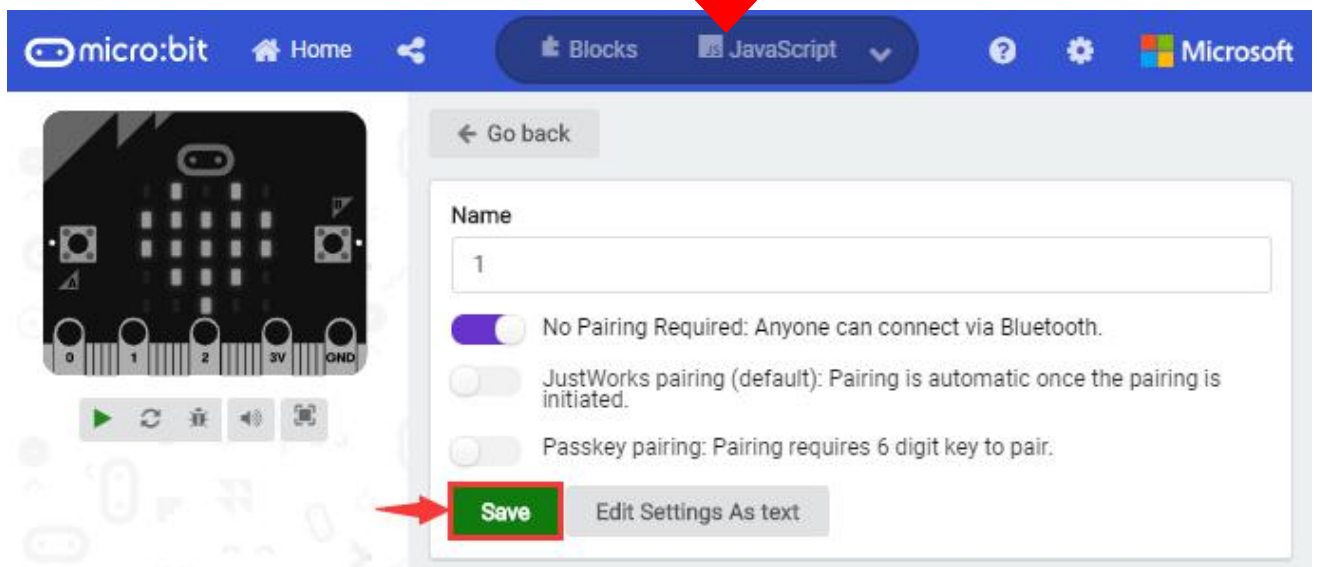 micro:bit Home Blocks JS JavaScript ? Microsoft
Go back
Name
1
No Pairing Required: Anyone can connect via Bluetooth.
JustWorks pairing (default): Pairing is automatic once the pairing is
initiated.
Passkey pairing: Pairing requires 6 digit key to pair.
Save Edit Settings As text
B
A
0 1 2 3V GND